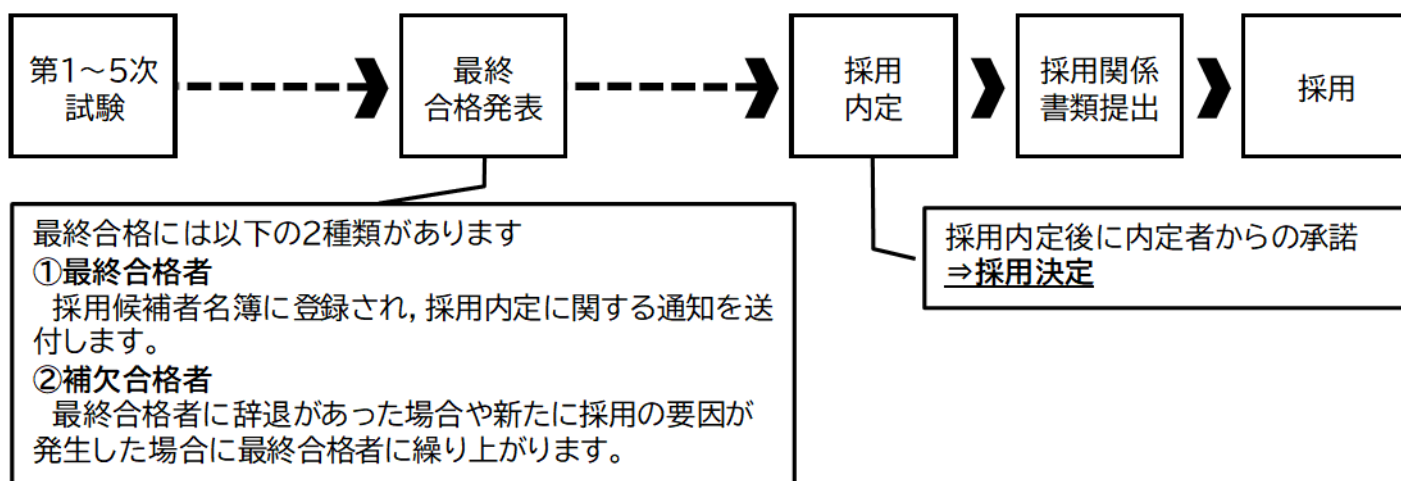 第1～5次
試験
最終
合格発表
採用
内定
採用関係
書類提出
採用
最終合格には以下の2種類があります
①最終合格者
採用候補者名簿に登録され，採用内定に関する通知を送
付します。
②補欠合格者
最終合格者に辞退があった場合や新たに採用の要因が
発生した場合に最終合格者に繰り上がります。
採用内定後に内定者からの承諾
⇒採用決定